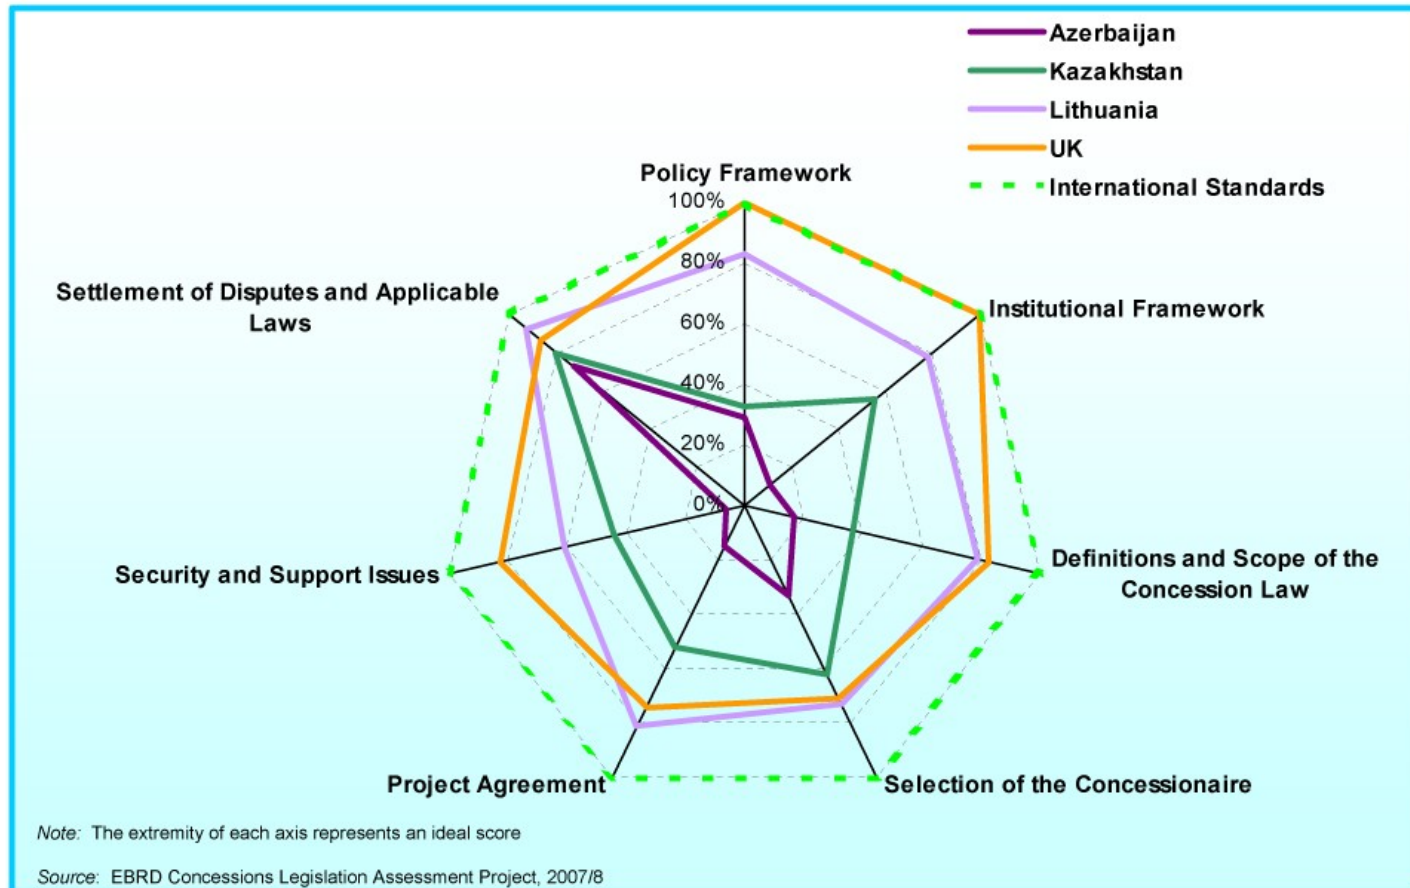 Azerbaijan
Kazakhstan
Lithuania
UK
International Standards
Policy Framework
100%
80%
60%
40%
20%
0%
Settlement of Disputes and Applicable
Laws
Institutional Framework
Definitions and Scope of the
Concession Law
Security and Support Issues
Project Agreement
Selection of the Concessionaire
Note: The extremity of each axis represents an ideal score
Source: EBRD Concessions Legislation Assessment Project, 2007/8